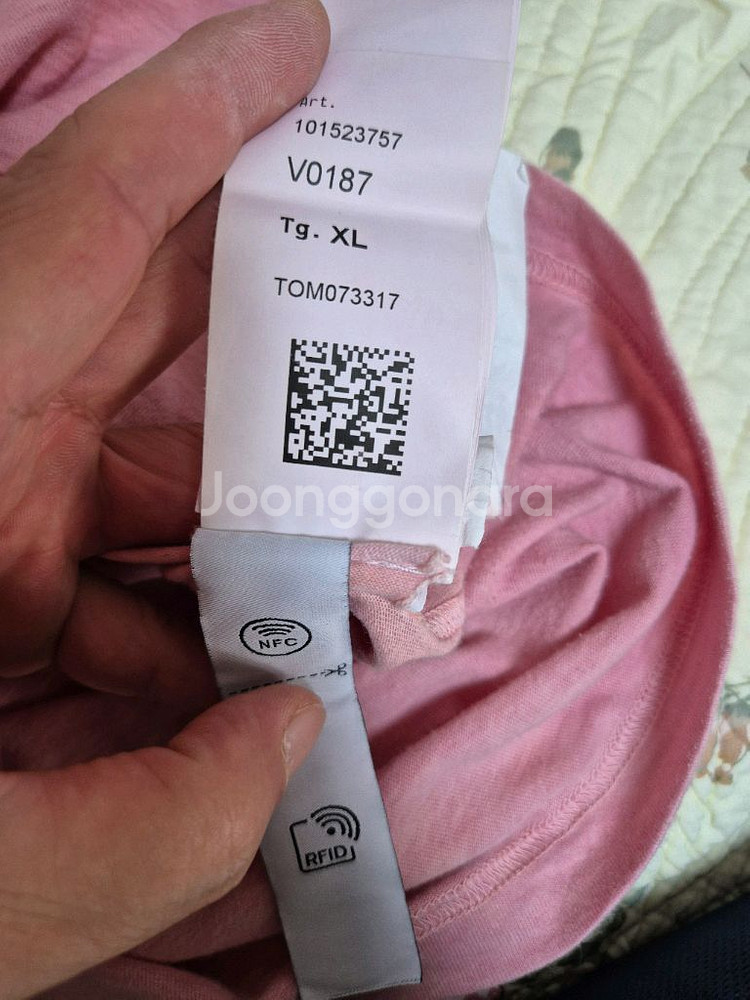 Art.
101523757
V0187
Tg. XL
TOM073317
Joonggonara
NFC
RFID